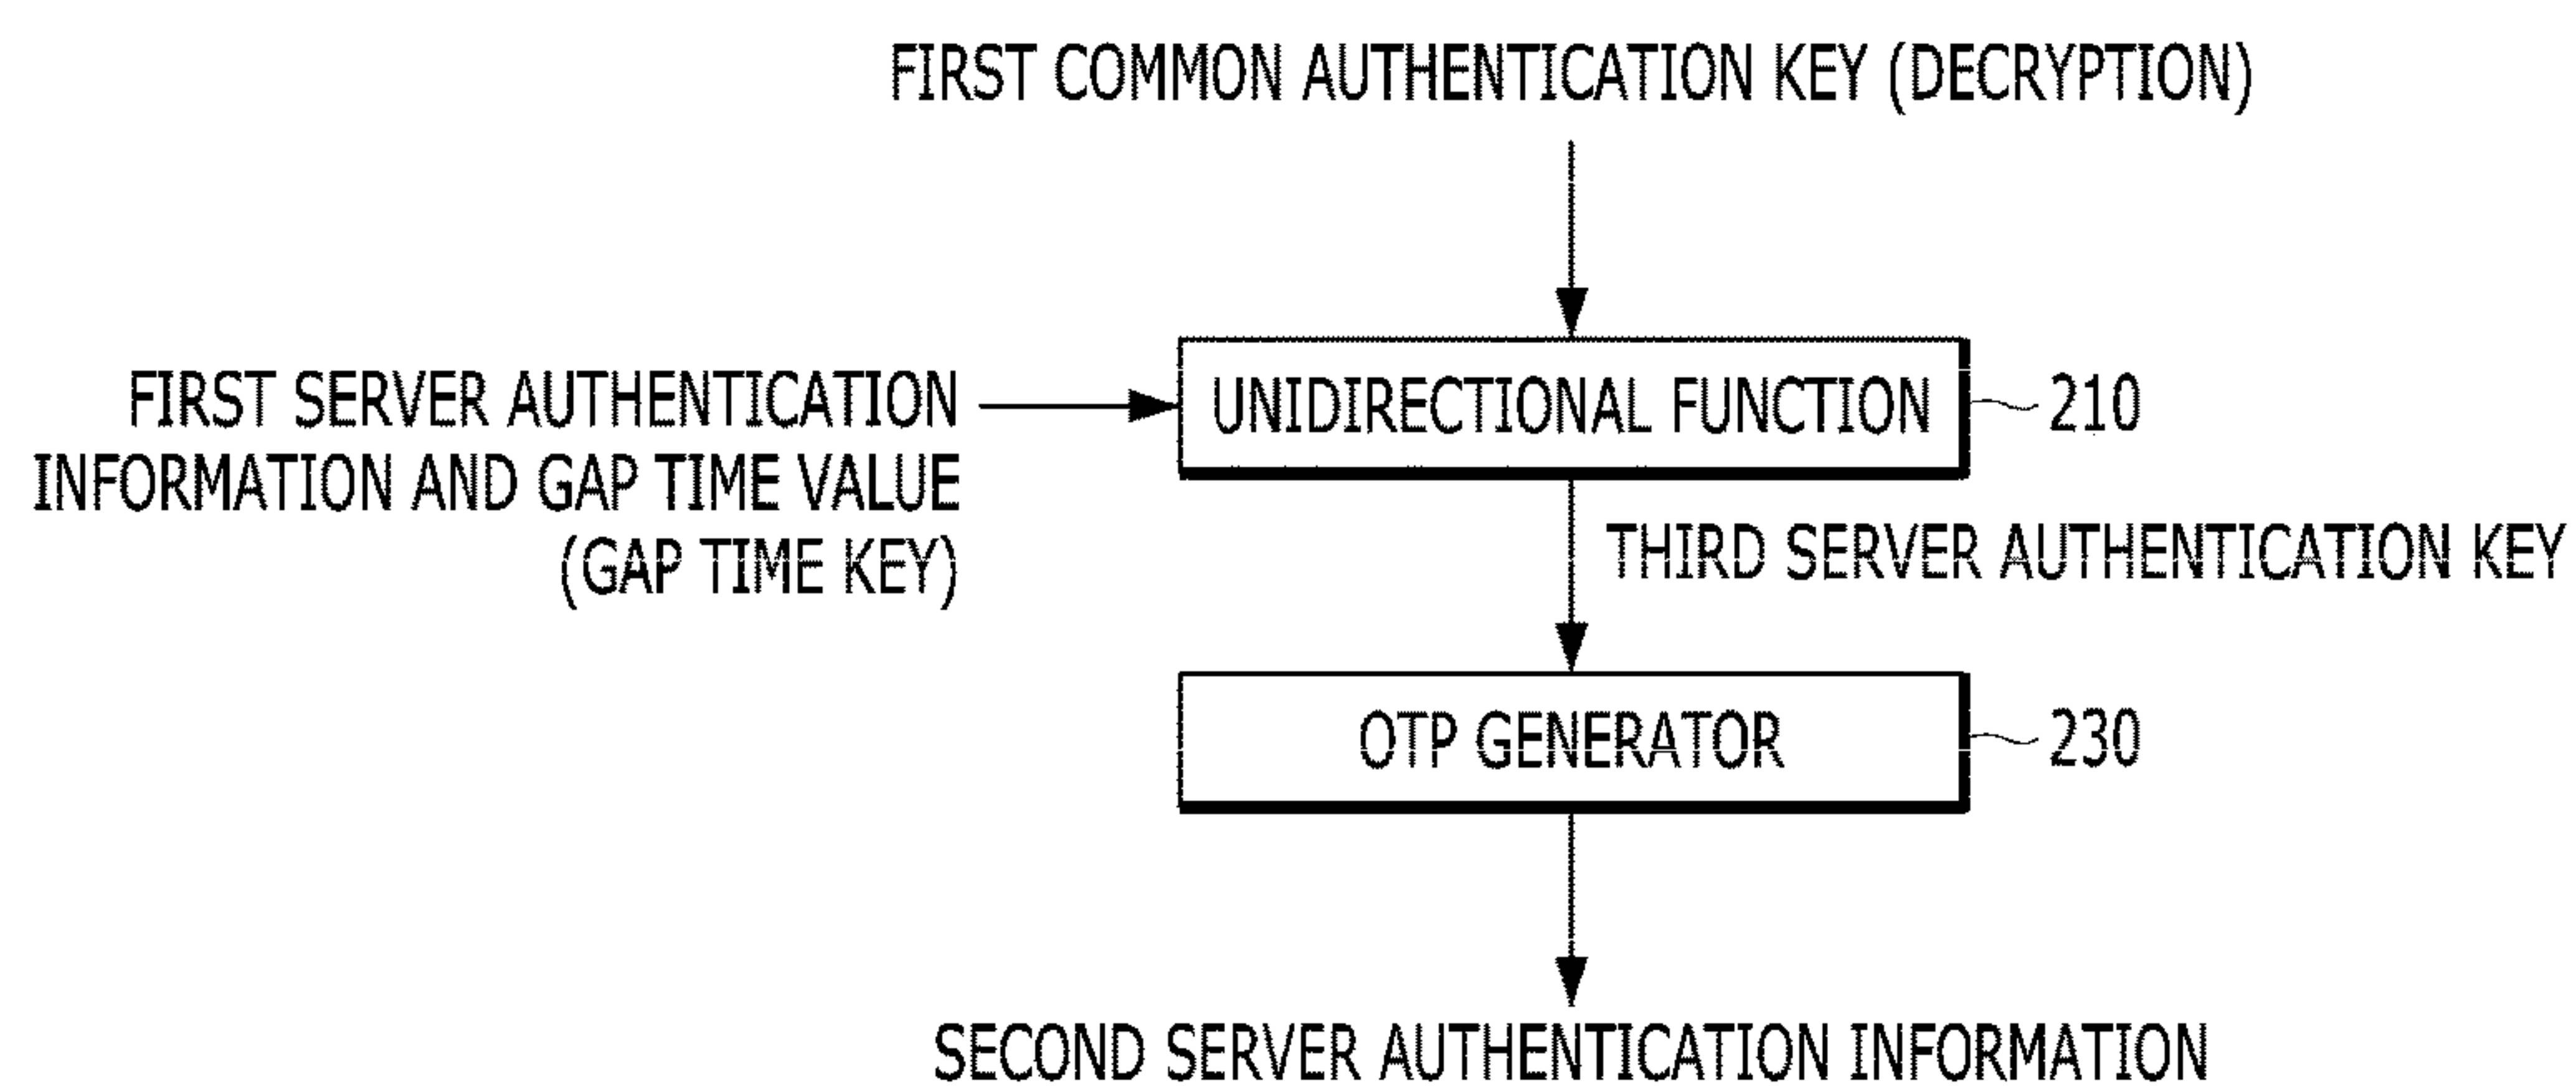 FIRST COMMON AUTHENTICATION KEY (DECRYPTION)
FIRST SERVER AUTHENTICATION
INFORMATION AND GAP TIME VALUE
(GAP TIME KEY)
UNIDIRECTIONAL FUNCTION
210
THIRD SERVER AUTHENTICATION KEY
OTP GENERATOR
230
SECOND SERVER AUTHENTICATION INFORMATION